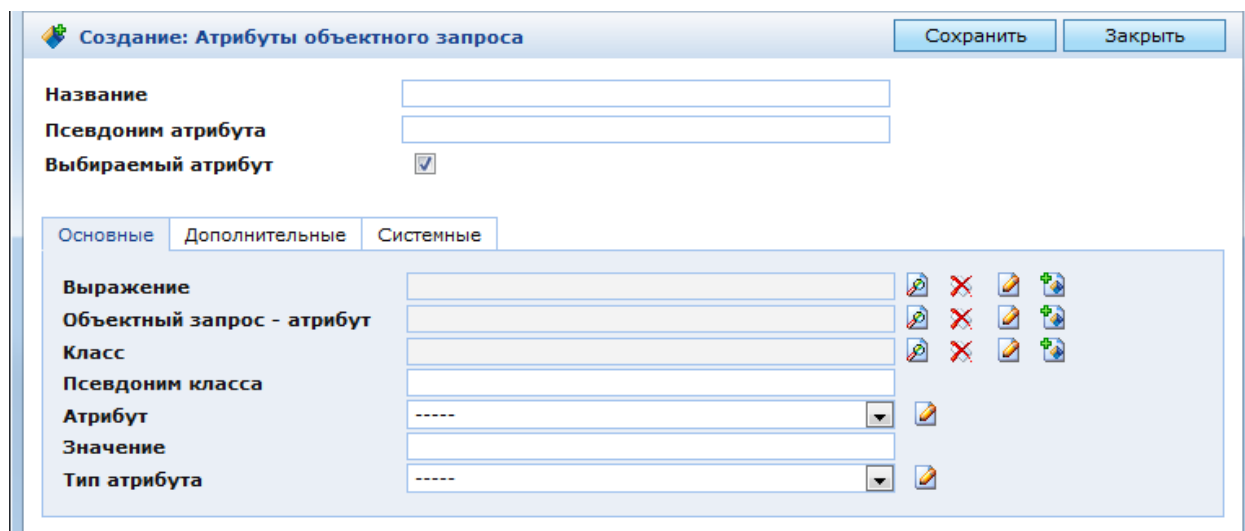 Создание: Атрибуты объектного запроса Сохранить Закрыть
Название
Псевдоним атрибута
Выбираемый атрибут
Основные Дополнительные Системные
Выражение
Объектный запрос - атрибут
Класс
Псевдоним класса
Атрибут -----
Значение
Тип атрибута -----